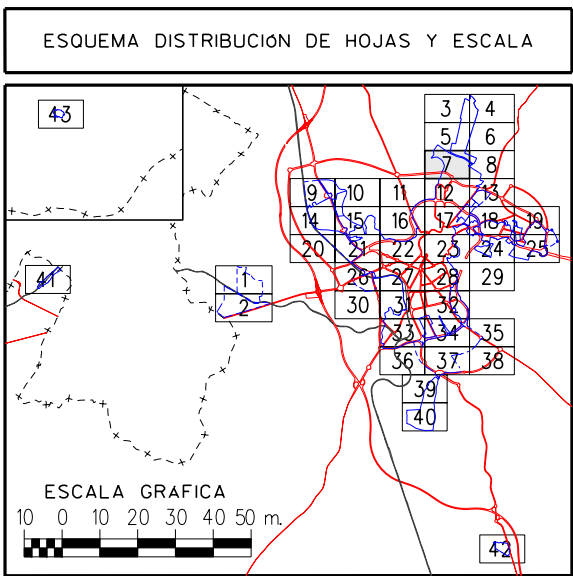 ESQUEMA DISTRIBUCIóN DE HOJAS Y ESCALA
43
3 4
5 6
7 8
9 10 11 12 13
14 15 16 17 18 19
20 21 22 23 24 25
41 1 26 27 28 29
2 30 31 32
33 34 35
36 37 38
39
40
ESCALA GRÁFICA
10 0 10 20 30 40 50 m.
42